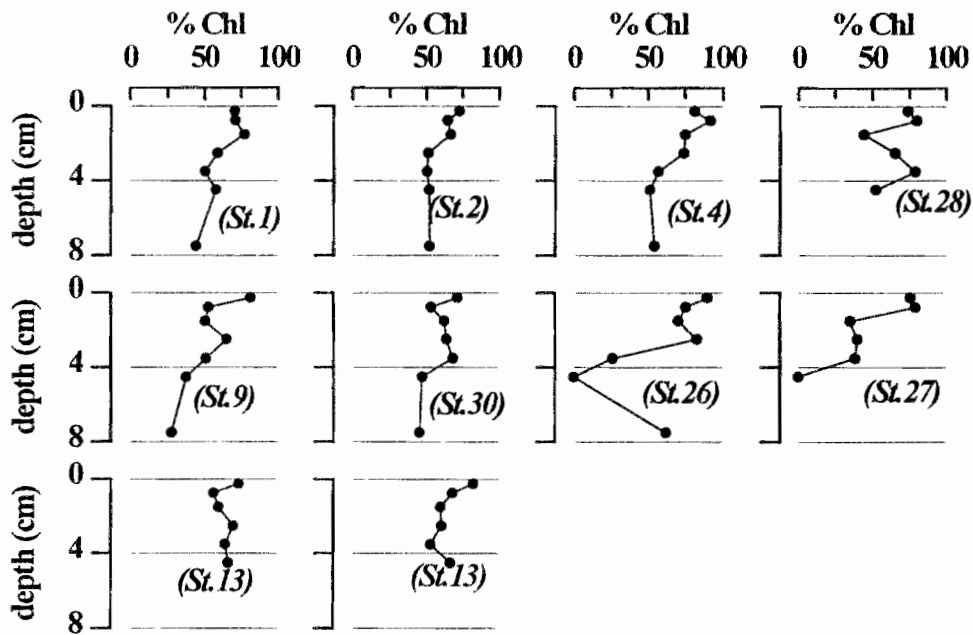 % Chl % Chl % Chl % Chl
0 50 100 0 50 100 0 50 100 0 50 100
0
4
8
depth (cm)
(St.1) (St.2) (St.4) (St.28)
0
4
8
depth (cm)
(St.9) (St.30) (St.26) (St.27)
0
4
8
depth (cm)
(St.13) (St.13)